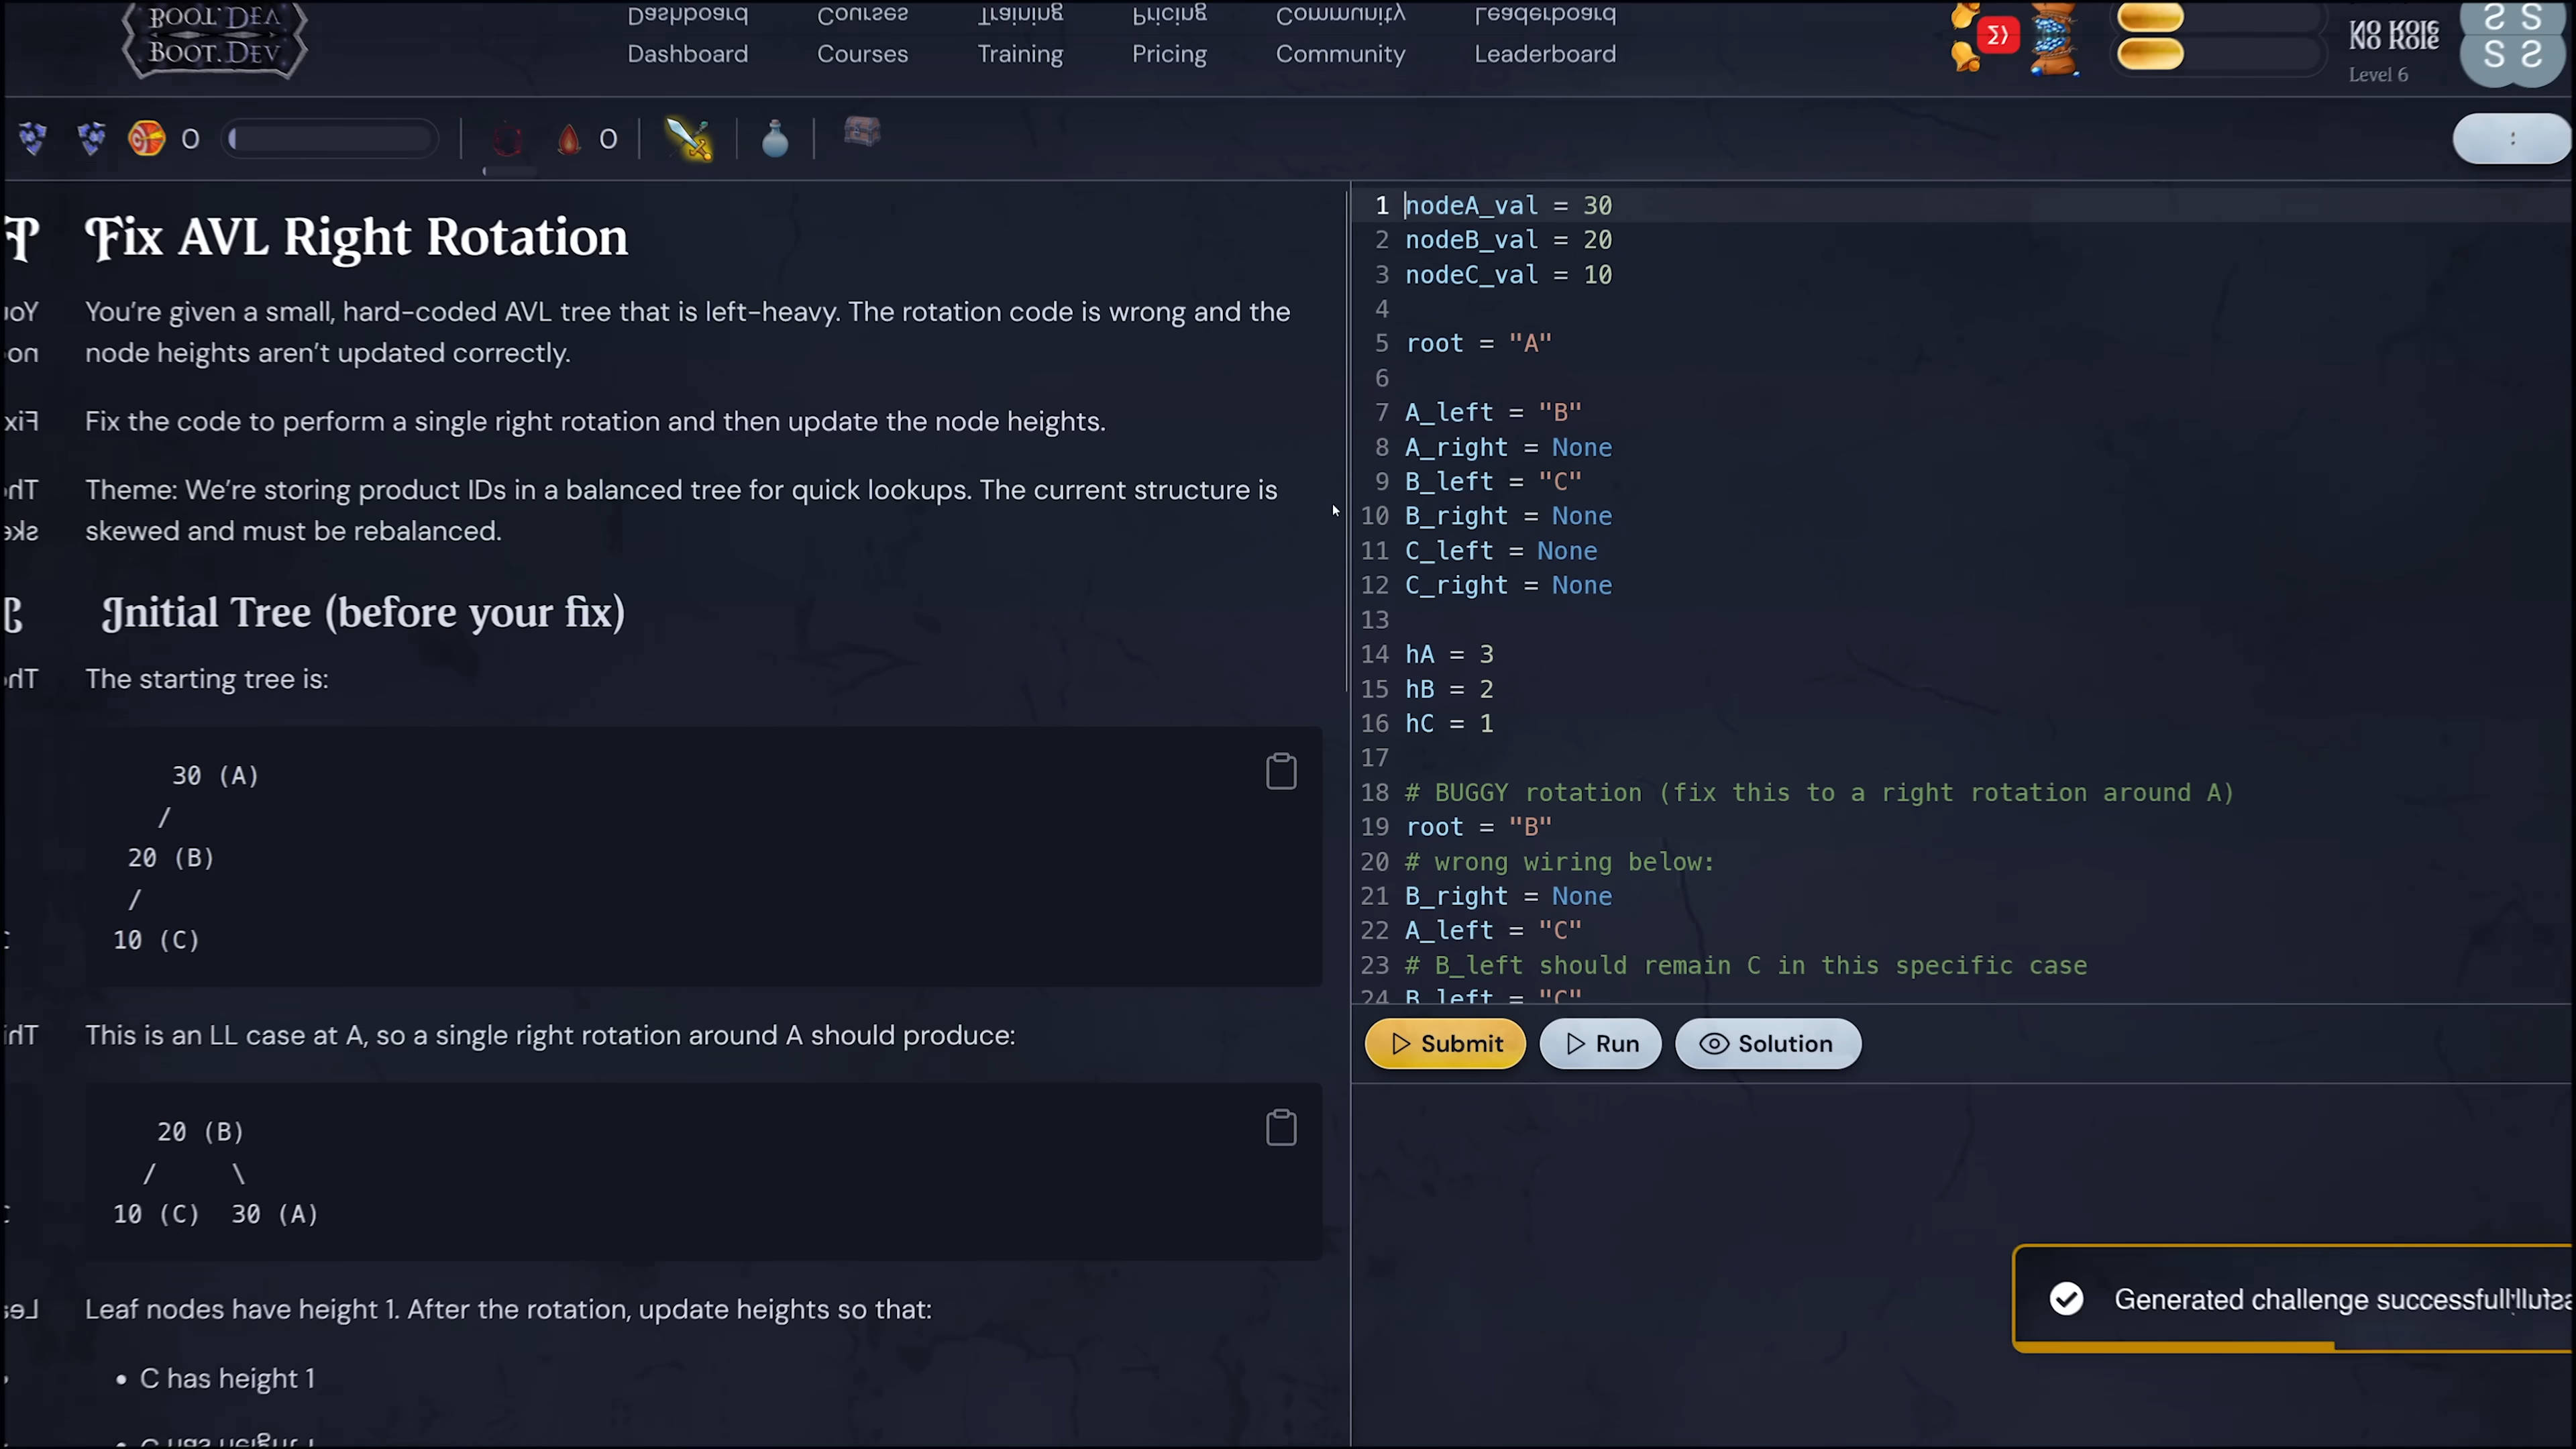 BOOT.DEV
Dashboard Courses Training Pricing Community Leaderboard
No Role
Level 6
0
0
Fix AVL Right Rotation
You’re given a small, hard-coded AVL tree that is left-heavy. The rotation code is wrong and the
node heights aren’t updated correctly.
Fix the code to perform a single right rotation and then update the node heights.
Theme: We’re storing product IDs in a balanced tree for quick lookups. The current structure is
skewed and must be rebalanced.
Initial Tree (before your fix)
The starting tree is:
30 (A)
/
20 (B)
/
10 (C)
This is an LL case at A, so a single right rotation around A should produce:
20 (B)
/ \
10 (C) 30 (A)
Leaf nodes have height 1. After the rotation, update heights so that:
• C has height 1
1 nodeA_val = 30
2 nodeB_val = 20
3 nodeC_val = 10
4
5 root = "A"
6
7 A_left = "B"
8 A_right = None
9 B_left = "C"
10 B_right = None
11 C_left = None
12 C_right = None
13
14 hA = 3
15 hB = 2
16 hC = 1
17
18 # BUGGY rotation (fix this to a right rotation around A)
19 root = "B"
20 # wrong wiring below:
21 B_right = None
22 A_left = "C"
23 # B_left should remain C in this specific case
24 B_left = "C"
Submit Run Solution
Generated challenge